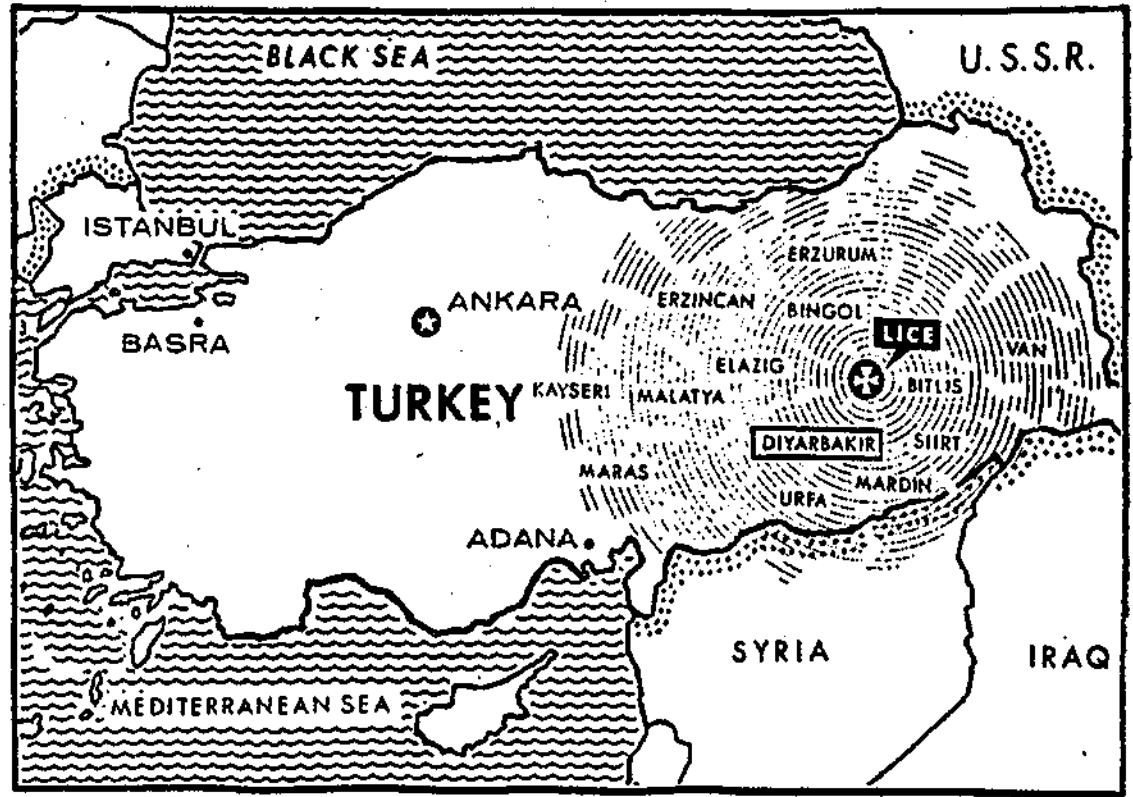 BLACK SEA
U.S.S.R.
ISTANBUL
ERZURUM
ERZINCAN
BINGOL
ANKARA
LICE
BASRA
VAN
ELAZIG
TURKEY
KAYSERI
MALATYA
BITLIS
DIYARBAKIR
SIIRT
MARAS
MARDIN
URFA
ADANA
SYRIA
IRAQ
MEDITERRANEAN SEA